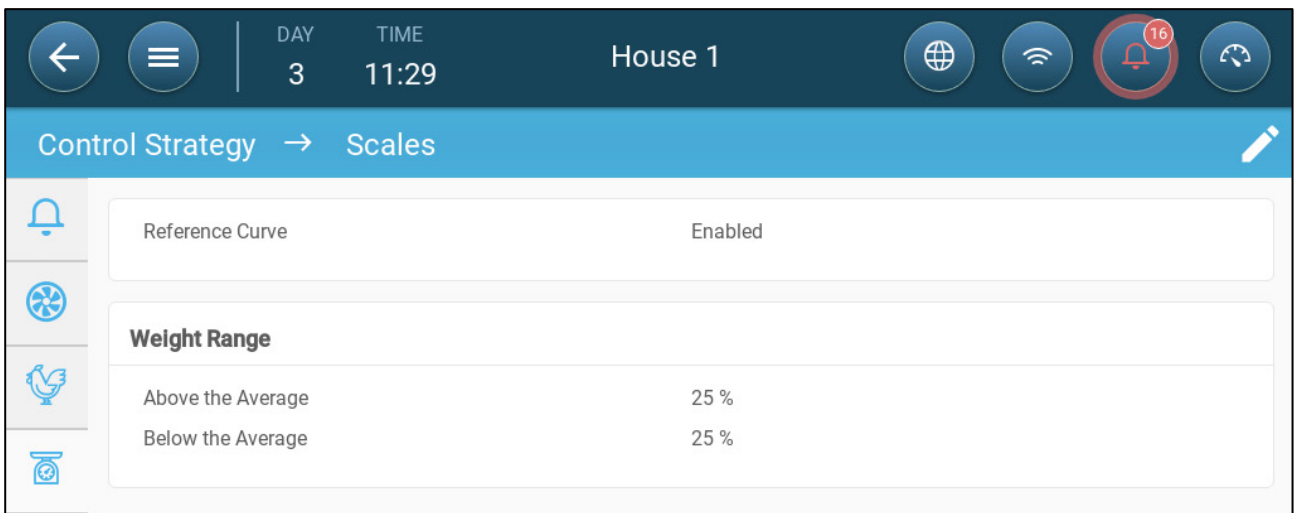 DAY TIME
3 11:29
House 1
16
Control Strategy → Scales
Reference Curve Enabled
Weight Range
Above the Average 25 %
Below the Average 25 %